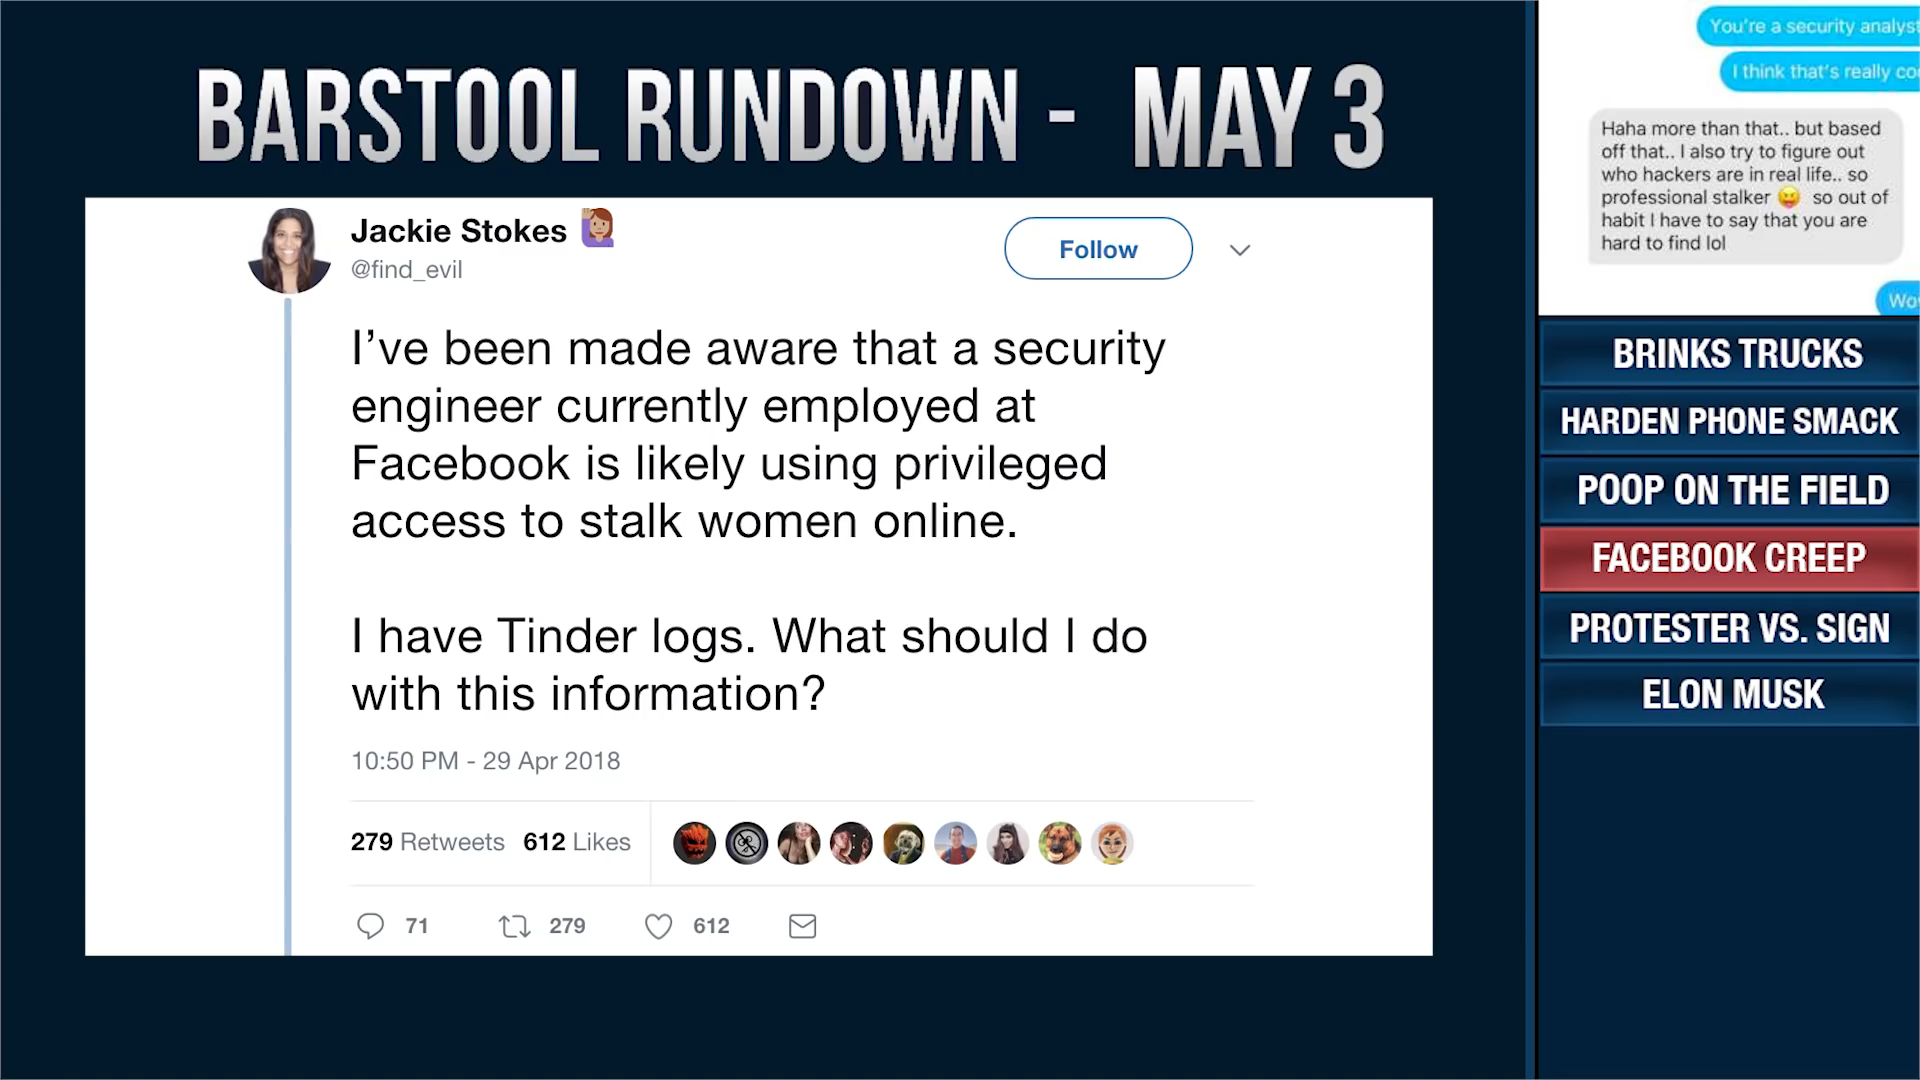 BARSTOOL RUNDOWN - MAY 3
Jackie Stokes
@find_evil
Follow
I’ve been made aware that a security
engineer currently employed at
Facebook is likely using privileged
access to stalk women online.
I have Tinder logs. What should I do
with this information?
10:50 PM - 29 Apr 2018
279 Retweets 612 Likes
71 279 612
You're a security analyst
I think that's really
Haha more than that.. but based
off that.. I also try to figure out
who hackers are in real life.. so
professional stalker 😝 so out of
habit I have to say that you are
hard to find lol
BRINKS TRUCKS
HARDEN PHONE SMACK
POOP ON THE FIELD
FACEBOOK CREEP
PROTESTER VS. SIGN
ELON MUSK